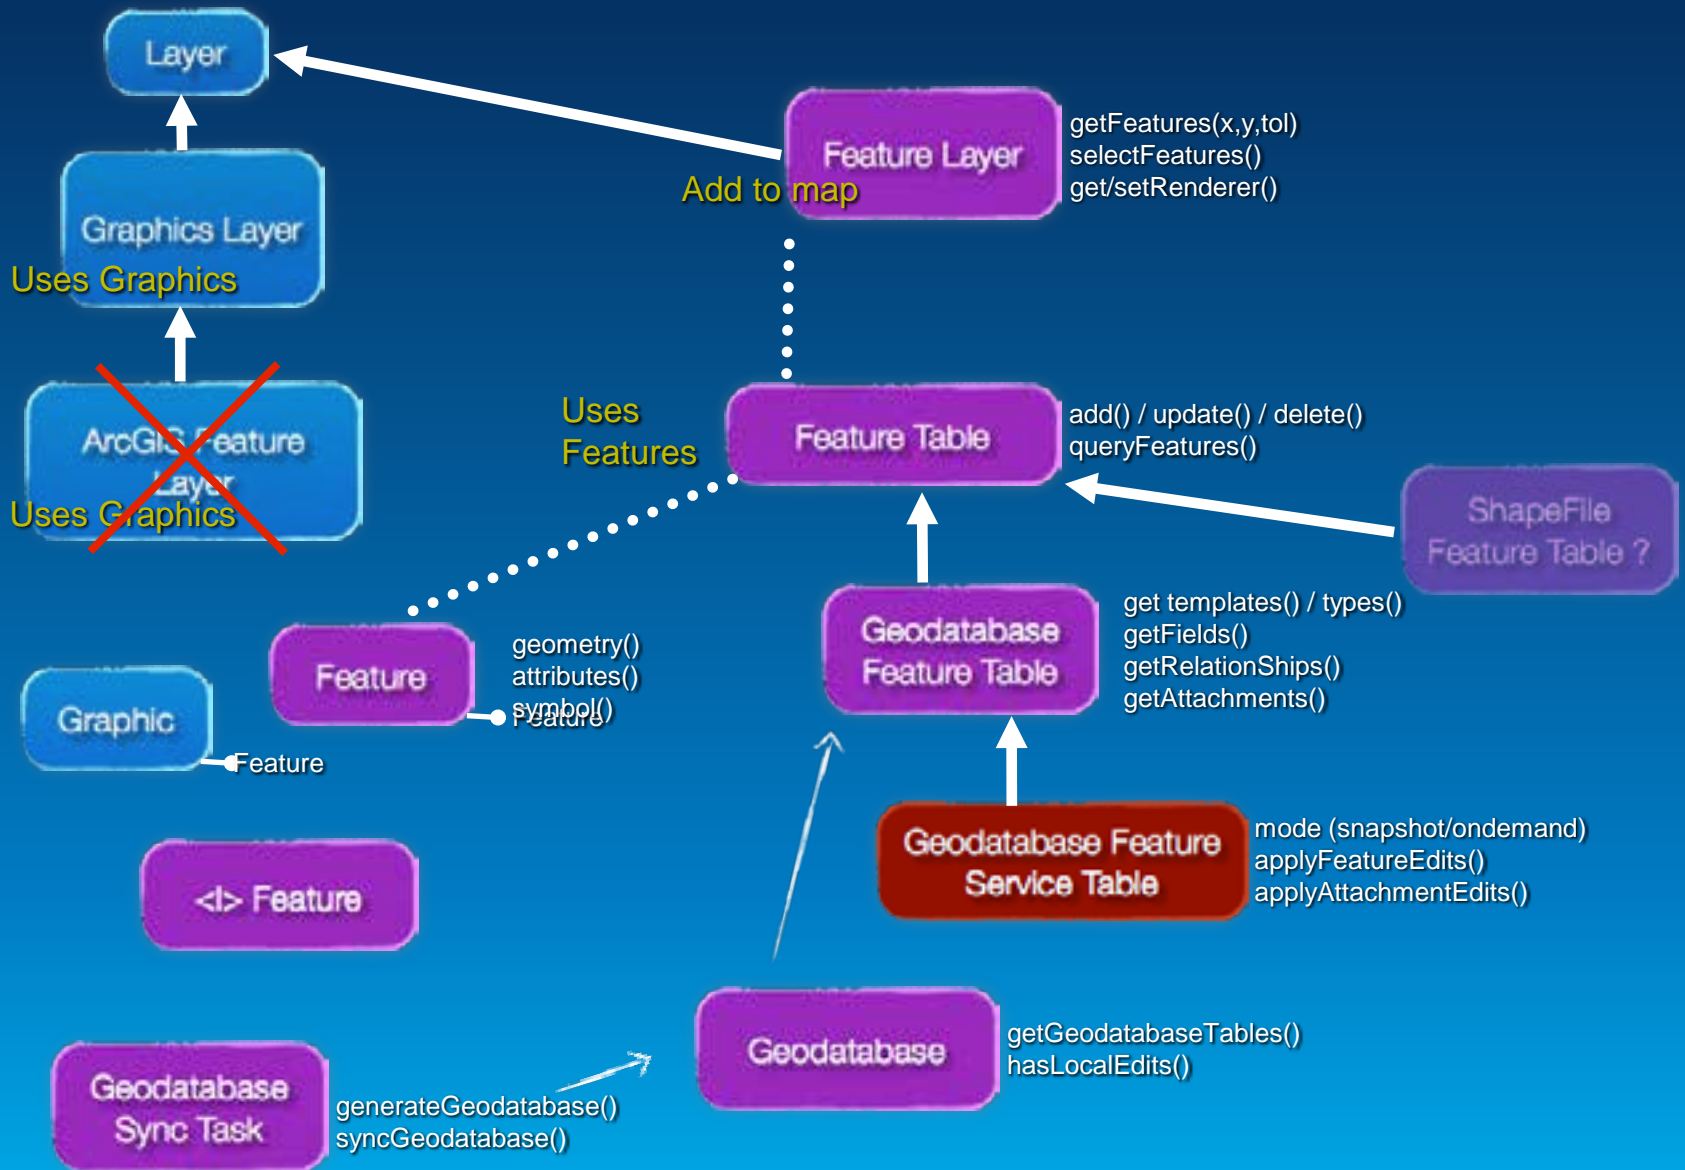 Layer
Feature Layer
getFeatures(x,y,tol)
selectFeatures()
get/setRenderer()
Add to map
Graphics Layer
Uses Graphics
ArcGIS Feature
Layer
Uses Graphics
Uses
Features
Feature Table
add() / update() / delete()
queryFeatures()
ShapeFile
Feature Table ?
Geodatabase
Feature Table
get templates() / types()
getFields()
getRelationShips()
getAttachments()
Feature
geometry()
attributes()
symbol()
Feature
Graphic
Feature
Geodatabase Feature
Service Table
mode (snapshot/ondemand)
applyFeatureEdits()
applyAttachmentEdits()
<I> Feature
Geodatabase
getGeodatabaseTables()
hasLocalEdits()
Geodatabase
Sync Task
generateGeodatabase()
syncGeodatabase()